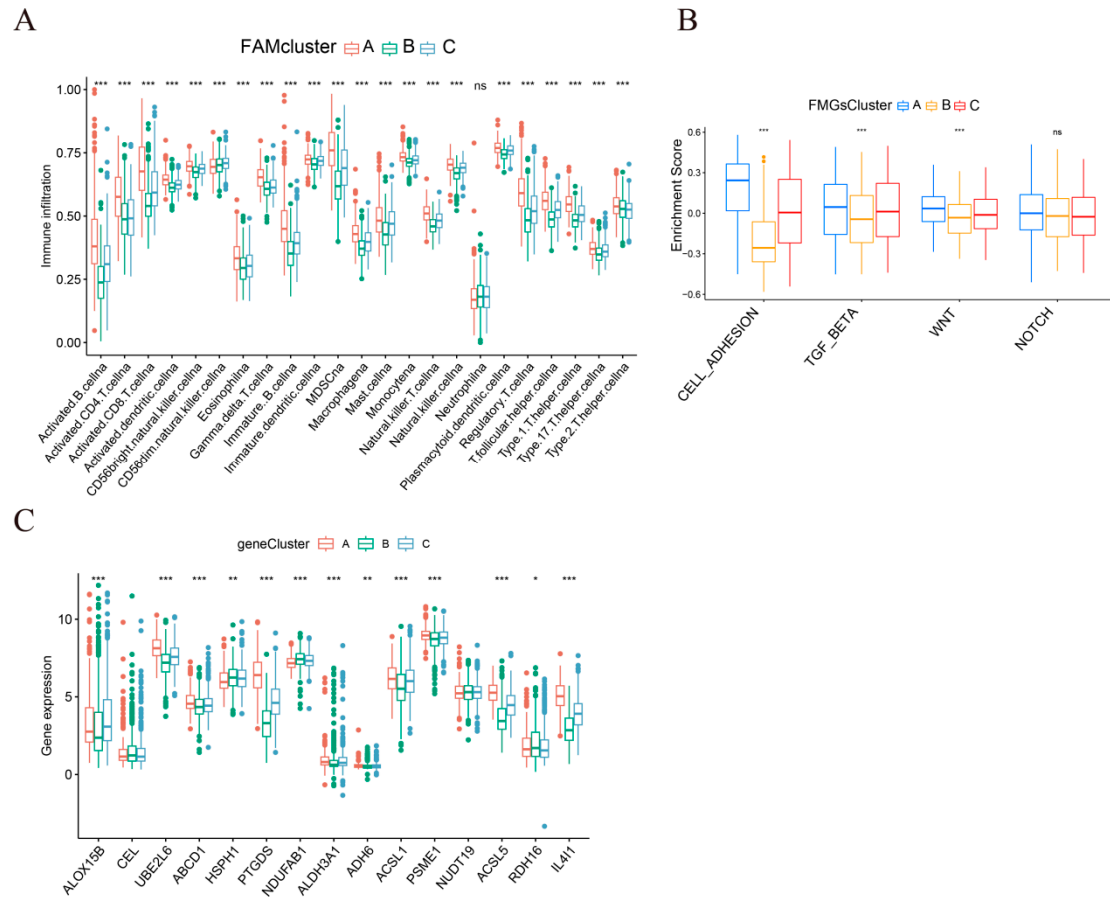 A
FAMcluster A B C
*** *** *** *** *** *** *** *** *** *** *** *** *** *** *** *** ns *** *** *** *** *** ***
Immune infiltration
1.00
0.75
0.50
0.25
0.00
Activated.B.cellna
Activated.CD4.T.cellna
Activated.CD8.T.cellna
Activated.dendritic.cellna
CD56bright.natural.killer.cellna
CD56dim.natural.killer.cellna
Eosinophilna
Gamma.delta.T.cellna
Immature..B.cellna
Immature.dendritic.cellna
MDSCna
Macrophagena
Mast.cellna
Monocytena
Natural.killer.T.cellna
Natural.killer.cellna
Neutrophilna
Plasmacytoid.dendritic.cellna
Regulatory.T.cellna
T.follicular.helper.cellna
Type.1.T.helper.cellna
Type.17.T.helper.cellna
Type.2.T.helper.cellna
B
FMGsCluster A B C
*** *** *** ns
Enrichment Score
0.6
0.3
0.0
−0.3
−0.6
CELL_ADHESION
TGF_BETA
WNT
NOTCH
C
geneCluster A B C
*** *** *** ** *** *** *** ** *** *** *** * ***
Gene expression
10
5
0
ALOX15B
CEL
UBE2L6
ABCD1
HSPH1
PTGDS
NDUFAB1
ALDH3A1
ADH6
ACSL1
PSME1
NUDT19
ACSL5
RDH16
IL4I1